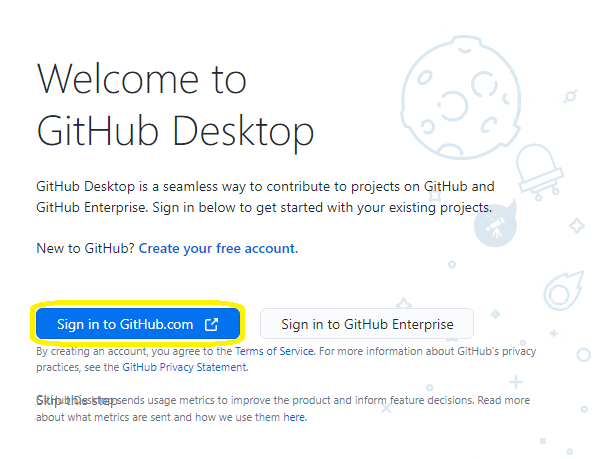 Welcome to
GitHub Desktop
GitHub Desktop is a seamless way to contribute to projects on GitHub and
GitHub Enterprise. Sign in below to get started with your existing projects.
New to GitHub? Create your free account.
Sign in to GitHub.com
Sign in to GitHub Enterprise
By creating an account, you agree to the Terms of Service. For more information about GitHub's privacy
practices, see the GitHub Privacy Statement.
Skip this step
GitHub Desktop sends usage metrics to improve the product and inform feature decisions. Read more
about what metrics are sent and how we use them here.